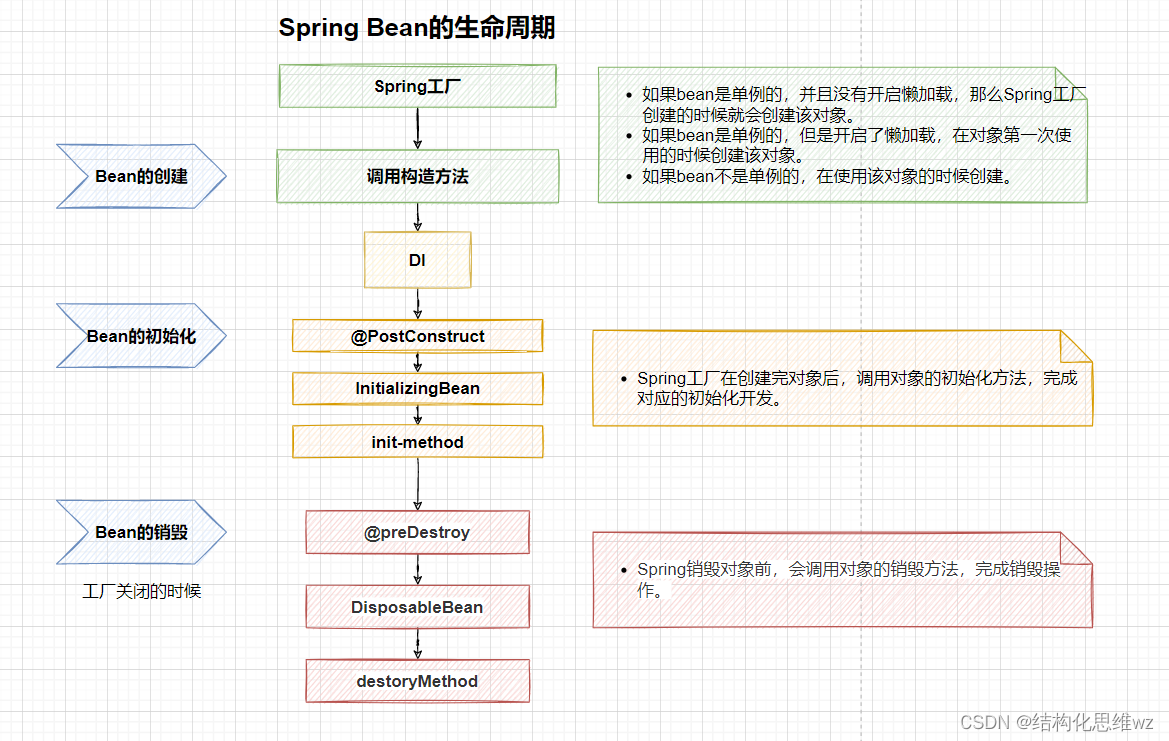 Spring Bean的生命周期
Spring工厂
• 如果bean是单例的，并且没有开启懒加载，那么Spring工厂
创建的时候就会创建该对象。
• 如果bean是单例的，但是开启了懒加载，在对象第一次使
用的时候创建该对象。
• 如果bean不是单例的，在使用该对象的时候创建。
Bean的创建
调用构造方法
DI
Bean的初始化
@PostConstruct
InitializingBean
init-method
• Spring工厂在创建完对象后，调用对象的初始化方法，完成
对应的初始化开发。
Bean的销毁
工厂关闭的时候
@preDestroy
DisposableBean
destoryMethod
• Spring销毁对象前，会调用对象的销毁方法，完成销毁操
作。
CSDN @结构化思维wz